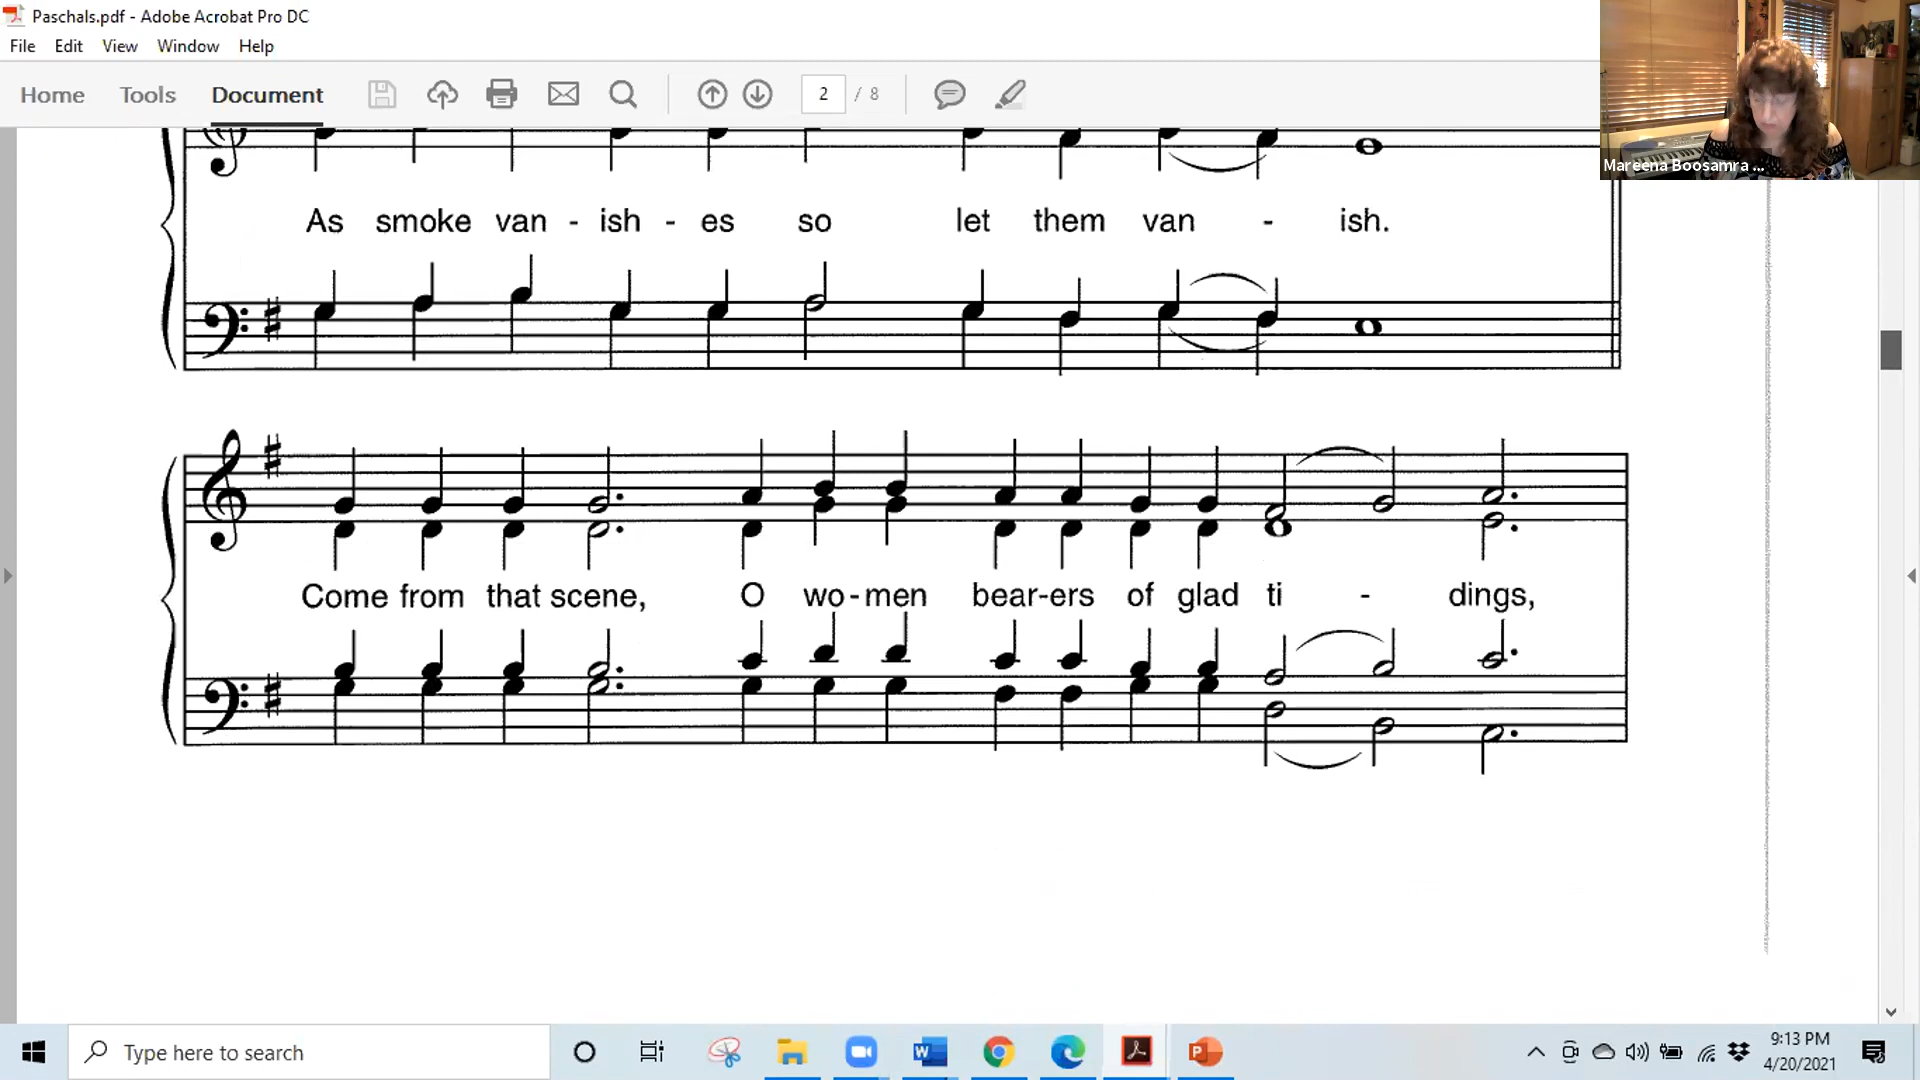 Paschals.pdf - Adobe Acrobat Pro DC
File Edit View Window Help
Home Tools Document 2 / 8
Mareena Boosamra ...
As smoke van - ish - es so let them van - ish.
Come from that scene, O wo - men bear-ers of glad ti - dings,
Type here to search
9:13 PM
4/20/2021